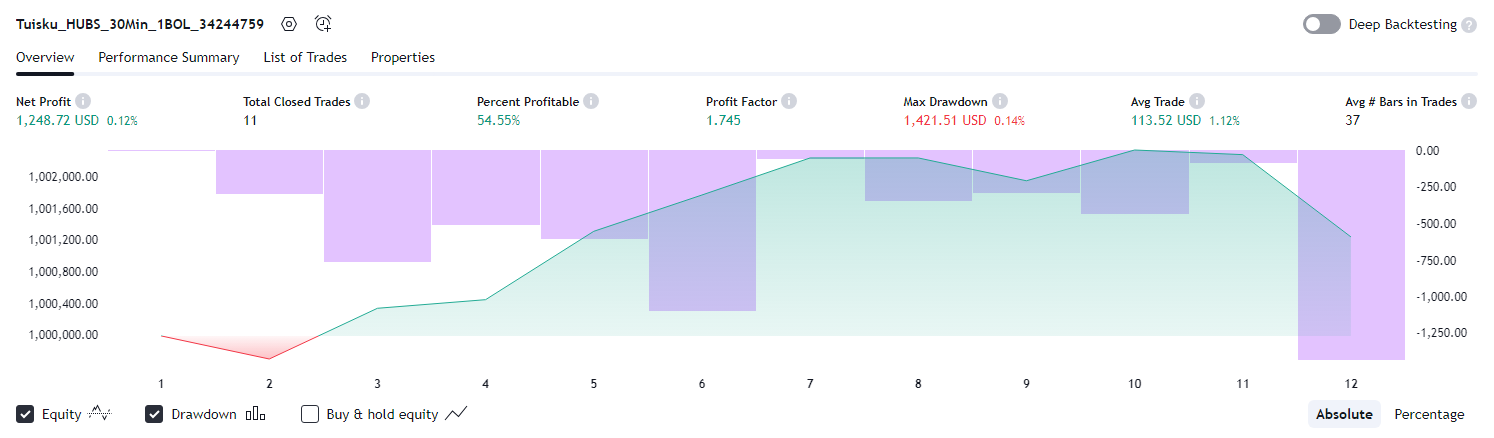 Tuisku_HUBS_30Min_1BOL_34244759 Deep Backtesting ?
Overview Performance Summary List of Trades Properties
Net Profit i Total Closed Trades i Percent Profitable i Profit Factor i Max Drawdown i Avg Trade i Avg # Bars in Trades i
1,248.72 USD 0.12% 11 54.55% 1.745 1,421.51 USD 0.14% 113.52 USD 1.12% 37
0.00
1,002,000.00 -250.00
1,001,600.00 -500.00
1,001,200.00 -750.00
1,000,800.00 -1,000.00
1,000,400.00 -1,250.00
1,000,000.00
1 2 3 4 5 6 7 8 9 10 11 12
Equity Drawdown Buy & hold equity Absolute Percentage